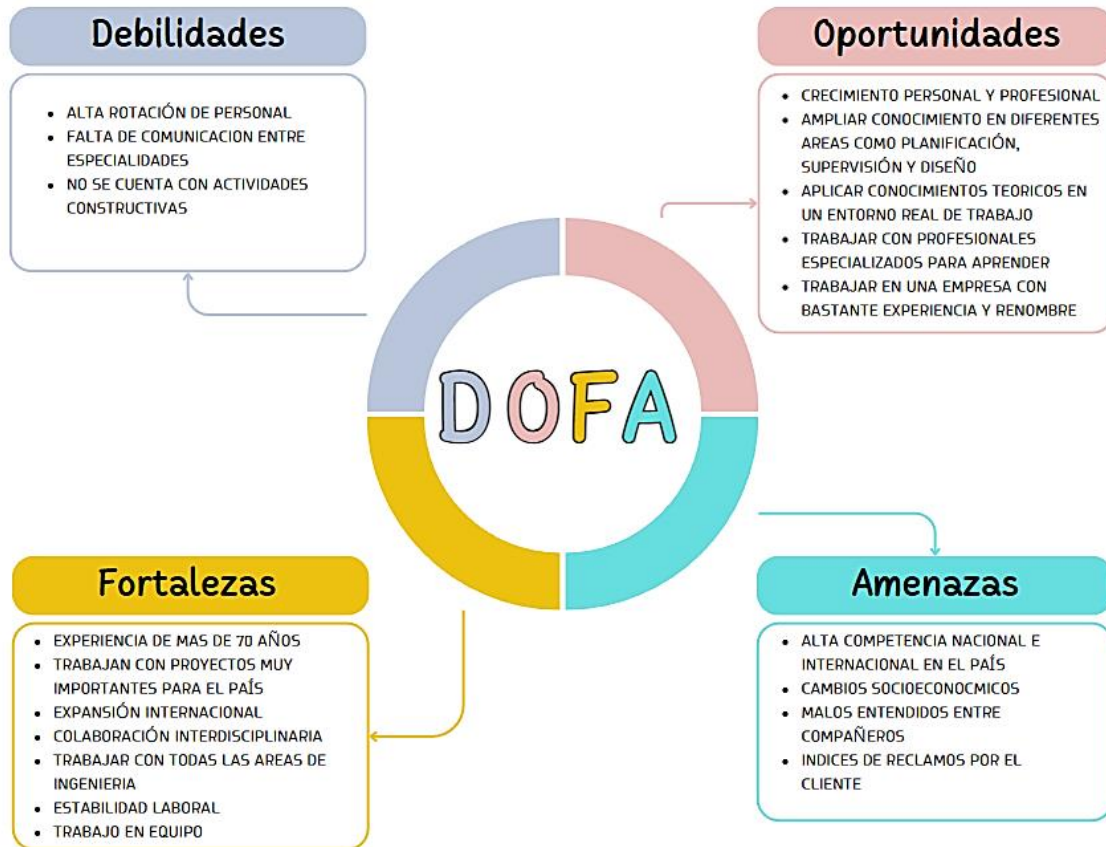 Debilidades
• ALTA ROTACIÓN DE PERSONAL
• FALTA DE COMUNICACION ENTRE
ESPECIALIDADES
• NO SE CUENTA CON ACTIVIDADES
CONSTRUCTIVAS
Oportunidades
• CRECIMIENTO PERSONAL Y PROFESIONAL
• AMPLIAR CONOCIMIENTO EN DIFERENTES
AREAS COMO PLANIFICACIÓN,
SUPERVISIÓN Y DISEÑO
• APLICAR CONOCIMIENTOS TEORICOS EN
UN ENTORNO REAL DE TRABAJO
• TRABAJAR CON PROFESIONALES
ESPECIALIZADOS PARA APRENDER
• TRABAJAR EN UNA EMPRESA CON
BASTANTE EXPERIENCIA Y RENOMBRE
DOFA
Fortalezas
• EXPERIENCIA DE MAS DE 70 AÑOS
• TRABAJAN CON PROYECTOS MUY
IMPORTANTES PARA EL PAÍS
• EXPANSIÓN INTERNACIONAL
• COLABORACIÓN INTERDISCIPLINARIA
• TRABAJAR CON TODAS LAS AREAS DE
INGENIERIA
• ESTABILIDAD LABORAL
• TRABAJO EN EQUIPO
Amenazas
• ALTA COMPETENCIA NACIONAL E
INTERNACIONAL EN EL PAÍS
• CAMBIOS SOCIOECONOCMICOS
• MALOS ENTENDIDOS ENTRE
COMPAÑEROS
• INDICES DE RECLAMOS POR EL
CLIENTE